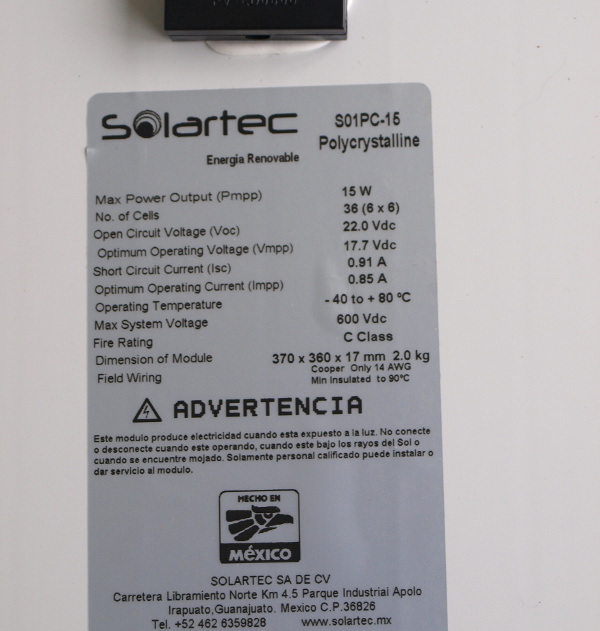 Solartec
S01PC-15
Polycrystalline
Energia Renovable
Max Power Output (Pmpp) 15 W
No. of Cells 36 (6 x 6)
Open Circuit Voltage (Voc) 22.0 Vdc
Optimum Operating Voltage (Vmpp) 17.7 Vdc
Short Circuit Current (Isc) 0.91 A
Optimum Operating Current (Impp) 0.85 A
Operating Temperature - 40 to + 80 ºC
Max System Voltage 600 Vdc
Fire Rating C Class
Dimension of Module 370 x 360 x 17 mm 2.0 kg
Field Wiring Cooper Only 14 AWG
Min Insulated to 90ºC
ADVERTENCIA
Este modulo produce electricidad cuando esta expuesto a la luz. No conecte
o desconecte cuando este operando, cuando este bajo los rayos del Sol o
cuando se encuentre mojado. Solamente personal calificado puede instalar o
dar servicio al modulo.
HECHO EN
MÉXICO
SOLARTEC SA DE CV
Carretera Libramiento Norte Km 4.5 Parque Industriai Apolo
Irapuato,Guanajuato. Mexico C.P.36826
Tel. +52 462 6359828 www.solartec.mx